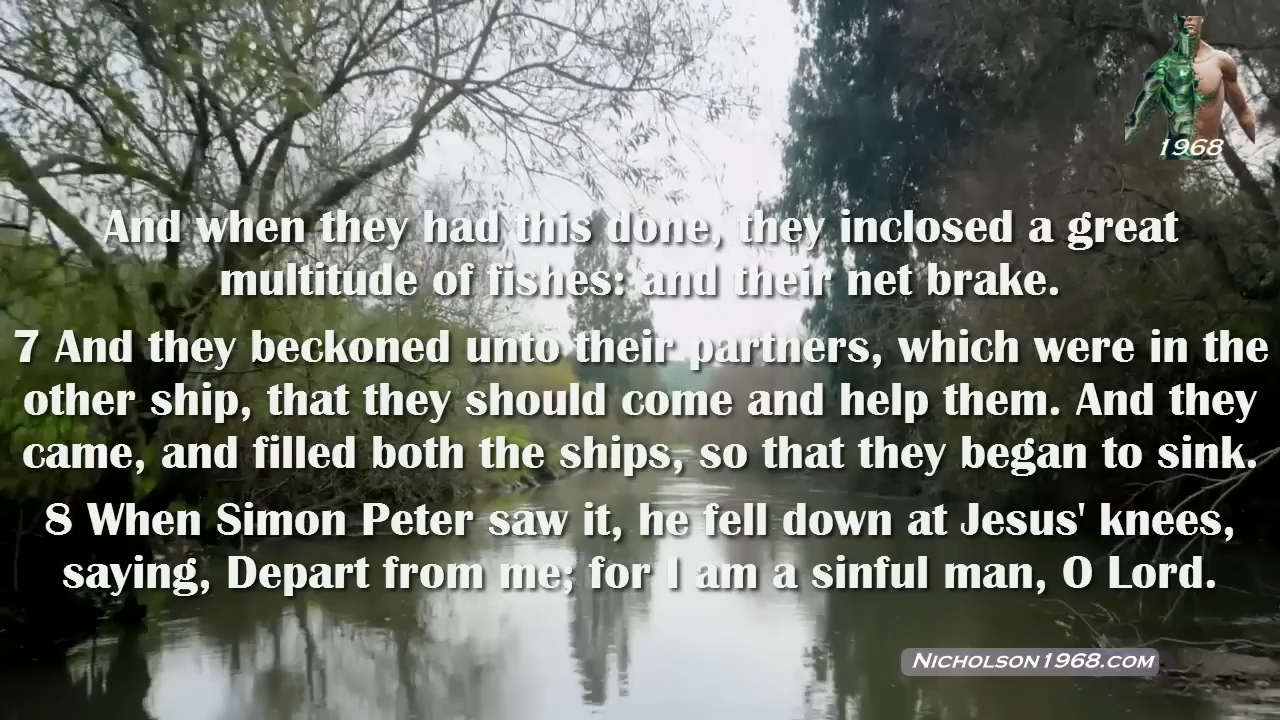 1968
And when they had this done, they inclosed a great
multitude of fishes: and their net brake.
7 And they beckoned unto their partners, which were in the
other ship, that they should come and help them. And they
came, and filled both the ships, so that they began to sink.
8 When Simon Peter saw it, he fell down at Jesus' knees,
saying, Depart from me; for I am a sinful man, O Lord.
Nicholson1968.com